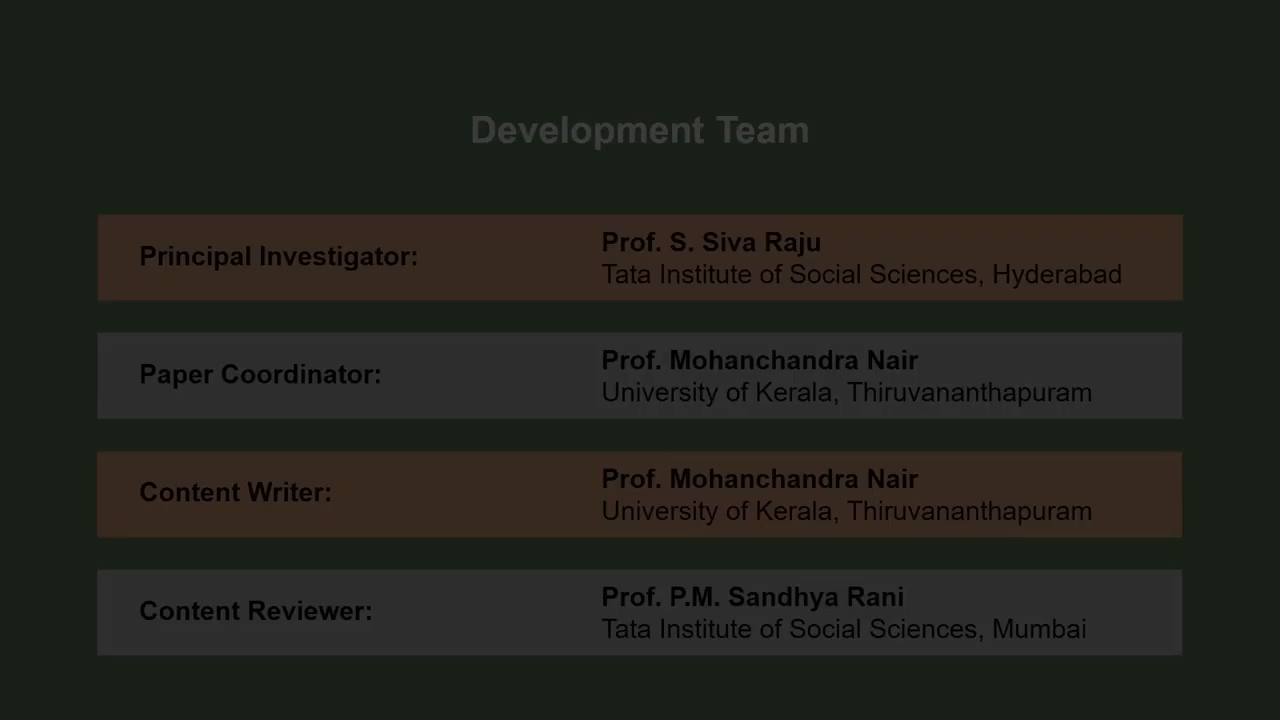 Development Team
Principal Investigator:
Prof. S. Siva Raju
Tata Institute of Social Sciences, Hyderabad
Paper Coordinator:
Prof. Mohanchandra Nair
University of Kerala, Thiruvananthapuram
Content Writer:
Prof. Mohanchandra Nair
University of Kerala, Thiruvananthapuram
Content Reviewer:
Prof. P.M. Sandhya Rani
Tata Institute of Social Sciences, Mumbai